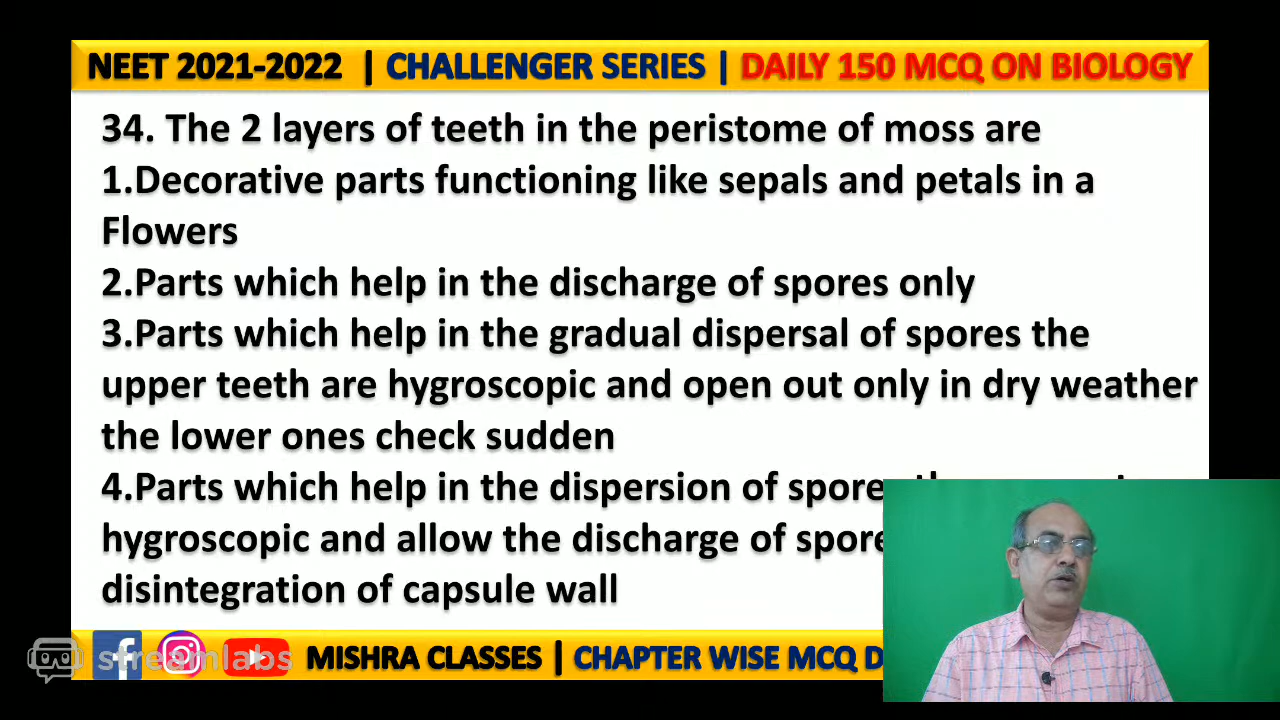 NEET 2021-2022 | CHALLENGER SERIES | DAILY 150 MCQ ON BIOLOGY
34. The 2 layers of teeth in the peristome of moss are
1.Decorative parts functioning like sepals and petals in a
Flowers
2.Parts which help in the discharge of spores only
3.Parts which help in the gradual dispersal of spores the
upper teeth are hygroscopic and open out only in dry weather
the lower ones check sudden
4.Parts which help in the dispersion of
hygroscopic and allow the discharge of
disintegration of capsule wall
streamlabs MISHRA CLASSES | CHAPTER WISE MCQ